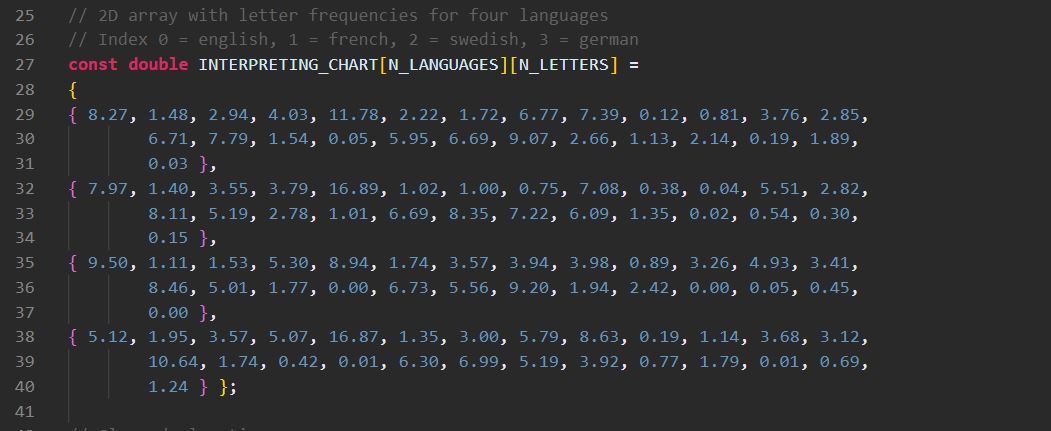 25 // 2D array with letter frequencies for four languages
26 // Index 0 = english, 1 = french, 2 = swedish, 3 = german
27 const double INTERPRETING_CHART[N_LANGUAGES][N_LETTERS] =
28 {
29 { 8.27, 1.48, 2.94, 4.03, 11.78, 2.22, 1.72, 6.77, 7.39, 0.12, 0.81, 3.76, 2.85,
30 6.71, 7.79, 1.54, 0.05, 5.95, 6.69, 9.07, 2.66, 1.13, 2.14, 0.19, 1.89,
31 0.03 },
32 { 7.97, 1.40, 3.55, 3.79, 16.89, 1.02, 1.00, 0.75, 7.08, 0.38, 0.04, 5.51, 2.82,
33 8.11, 5.19, 2.78, 1.01, 6.69, 8.35, 7.22, 6.09, 1.35, 0.02, 0.54, 0.30,
34 0.15 },
35 { 9.50, 1.11, 1.53, 5.30, 8.94, 1.74, 3.57, 3.94, 3.98, 0.89, 3.26, 4.93, 3.41,
36 8.46, 5.01, 1.77, 0.00, 6.73, 5.56, 9.20, 1.94, 2.42, 0.00, 0.05, 0.45,
37 0.00 },
38 { 5.12, 1.95, 3.57, 5.07, 16.87, 1.35, 3.00, 5.79, 8.63, 0.19, 1.14, 3.68, 3.12,
39 10.64, 1.74, 0.42, 0.01, 6.30, 6.99, 5.19, 3.92, 0.77, 1.79, 0.01, 0.69,
40 1.24 } };
41